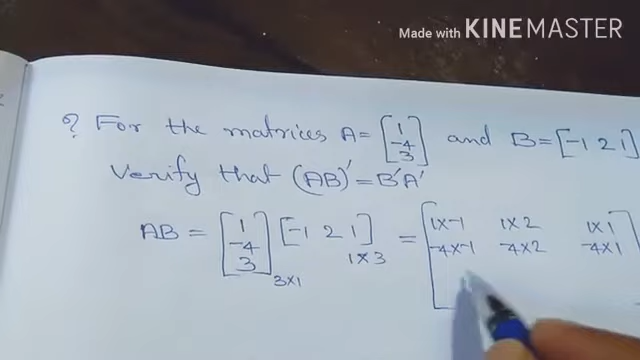 Made with KINEMASTER
? For the matrices A = [1 -4 3] and B = [-1 2 1]
Verify that (AB)' = B'A'
AB = [1 -4 3] 3×1 [-1 2 1] 1×3 = [1×-1 1×2 1×1
-4×-1 -4×2 -4×1]